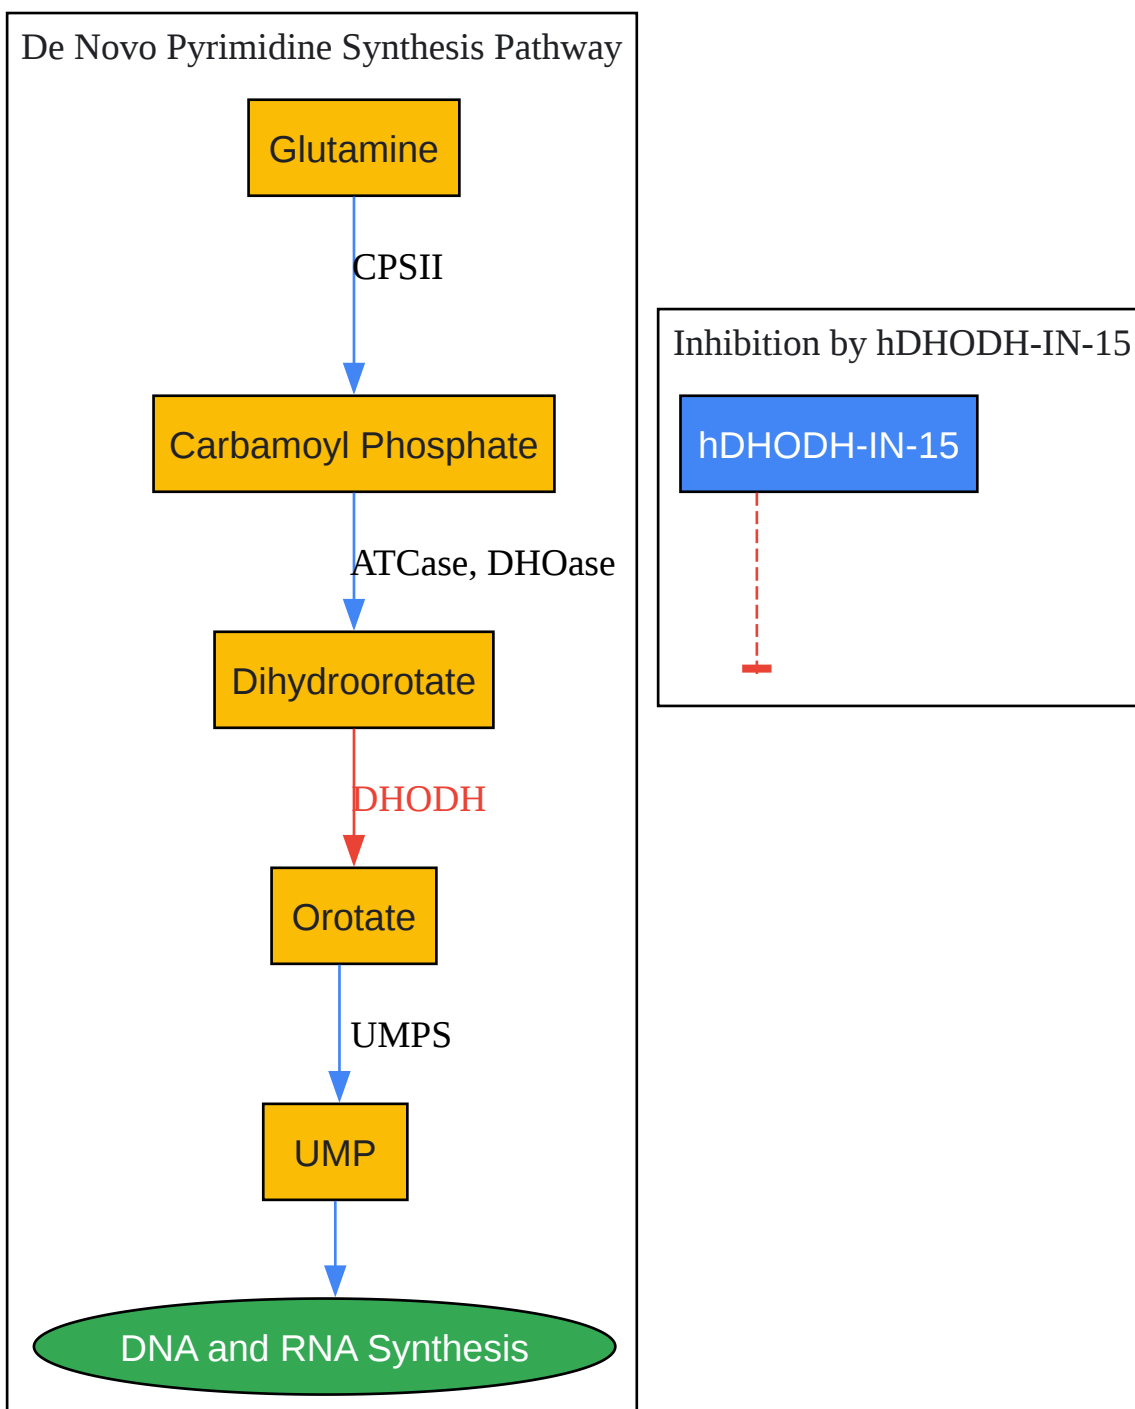 De Novo Pyrimidine Synthesis Pathway
Glutamine
CPSII
Carbamoyl Phosphate
ATCase, DHOase
Dihydroorotate
DHODH
Orotate
UMPS
UMP
DNA and RNA Synthesis
Inhibition by hDHODH-IN-15
hDHODH-IN-15